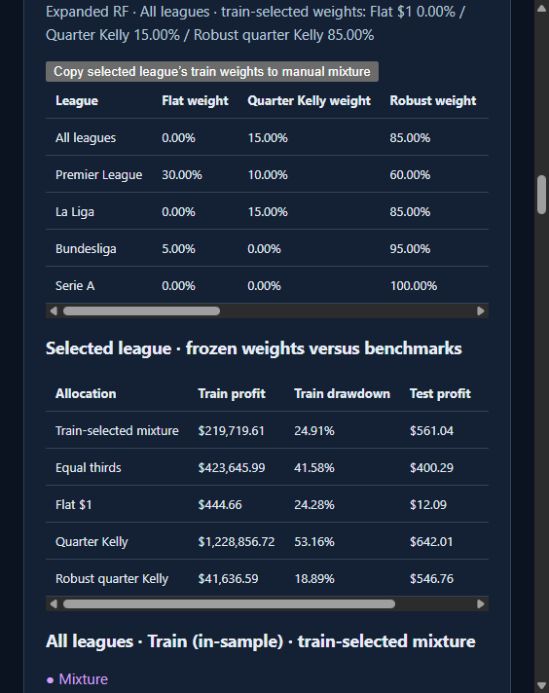 Expanded RF · All leagues · train-selected weights: Flat $1 0.00% /
Quarter Kelly 15.00% / Robust quarter Kelly 85.00%
Copy selected league's train weights to manual mixture
League Flat weight Quarter Kelly weight Robust weight
All leagues 0.00% 15.00% 85.00%
Premier League 30.00% 10.00% 60.00%
La Liga 0.00% 15.00% 85.00%
Bundesliga 5.00% 0.00% 95.00%
Serie A 0.00% 0.00% 100.00%
Selected league · frozen weights versus benchmarks
Allocation Train profit Train drawdown Test profit
Train-selected mixture $219,719.61 24.91% $561.04
Equal thirds $423,645.99 41.58% $400.29
Flat $1 $444.66 24.28% $12.09
Quarter Kelly $1,228,856.72 53.16% $642.01
Robust quarter Kelly $41,636.59 18.89% $546.76
All leagues · Train (in-sample) · train-selected mixture
● Mixture